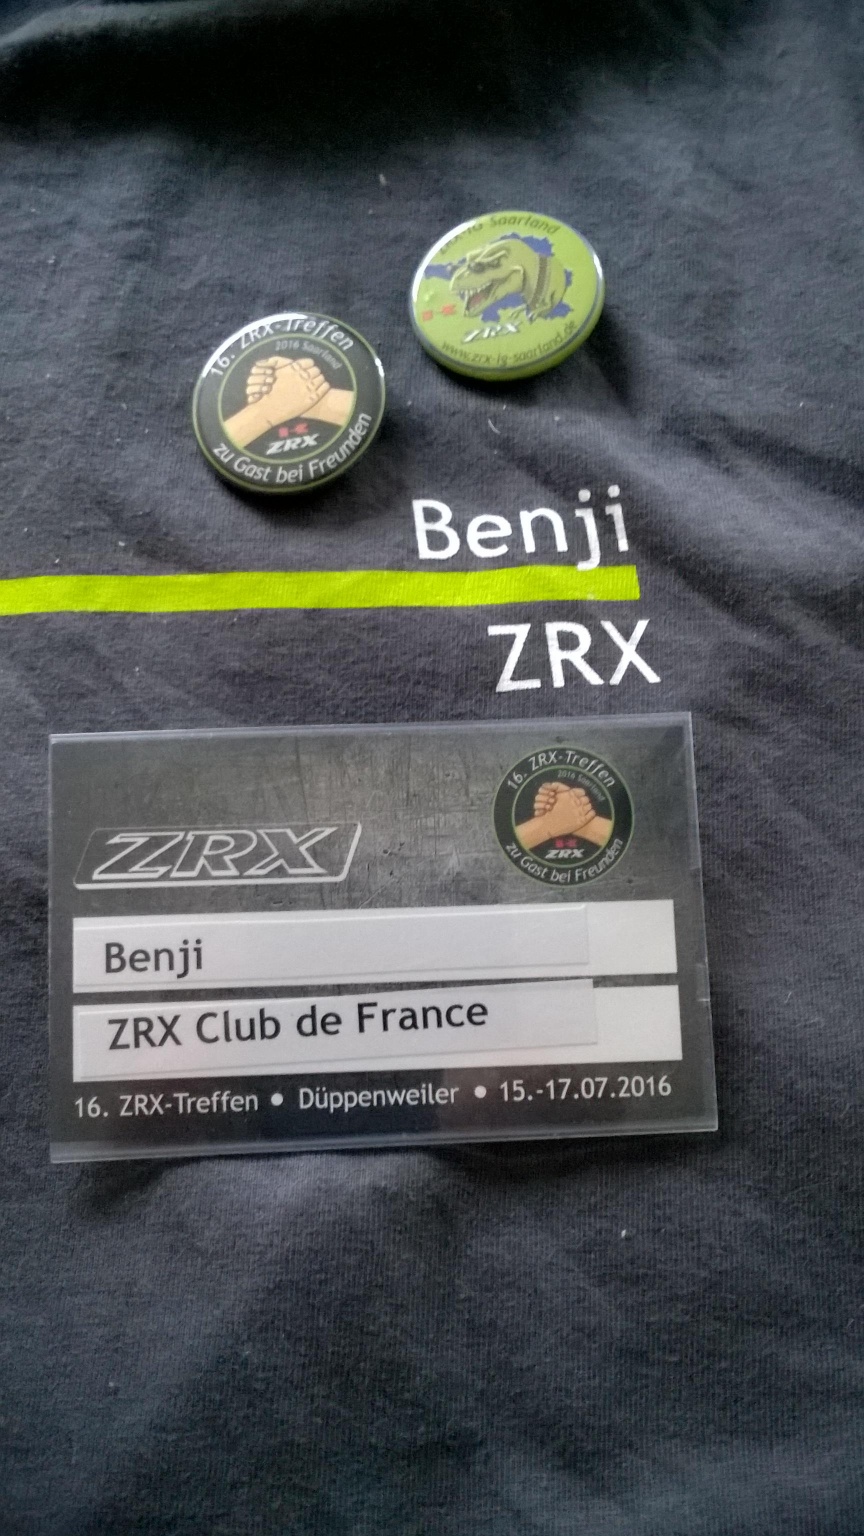 ZRX-IG Saarland
ZRX
www.zrx-ig-saarland.de
16. ZRX-Treffen
2016 Saarland
ZRX
zu Gast bei Freunden
Benji
ZRX
ZRX
16. ZRX-Treffen
2016 Saarland
ZRX
zu Gast bei Freunden
Benji
ZRX Club de France
16. ZRX-Treffen • Düppenweiler • 15.-17.07.2016